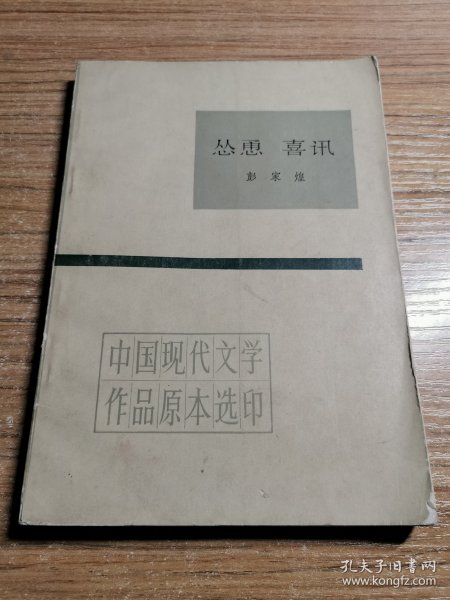 怂恿 喜讯
彭家煌
中国现代文学
作品原本选印
孔夫子旧书网
www.kongfz.com